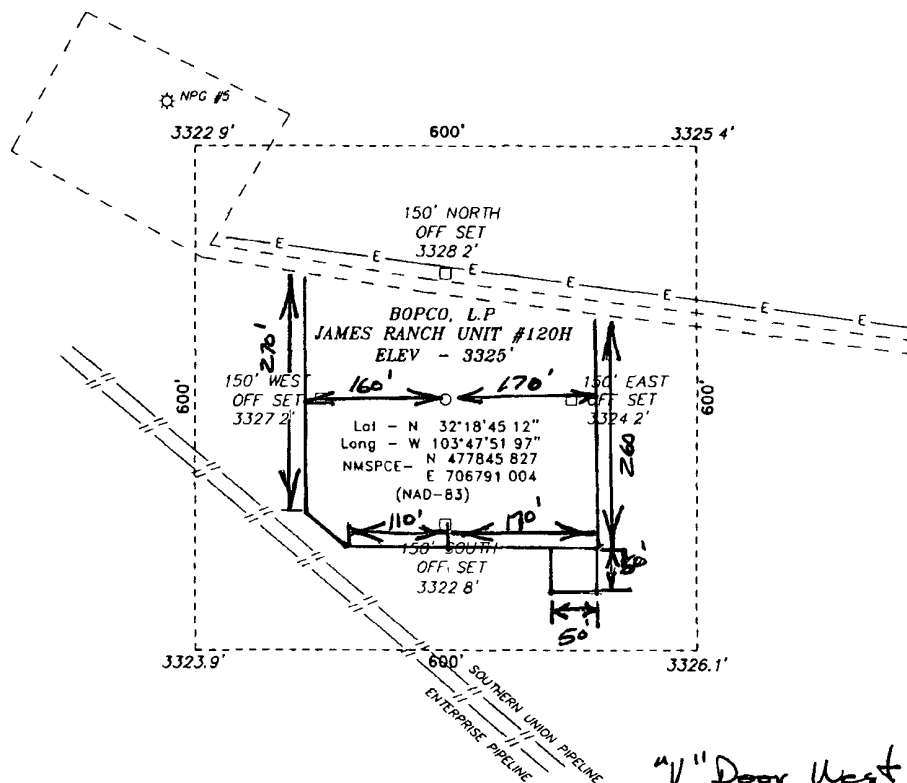 NPG #5
3322 9'
600'
3325 4'
150' NORTH
OFF SET
3328 2'
E
E
E
E
E
E
BOPCO, L.P
JAMES RANCH UNIT #120H
ELEV - 3325'
270'
600'
150' WEST
OFF SET
3327 2'
160'
170'
150' EAST
OFF SET
3324 2'
600'
260
Lat - N 32°18'45 12"
Long - W 103°47'51 97"
NMSPCE- N 477845 827
E 706791 004
(NAD-83)
110'
170'
150' SOUTH
OFF SET
3322 8'
50'
50'
3323.9'
600'
3326.1'
SOUTHERN UNION PIPELINE
ENTERPRISE PIPELINE
"V" Door West